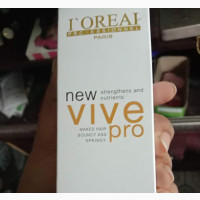 L'OREAL
PROFESSIONNEL
PARIS
new strengthens and
nutrients
vive
pro
MAKES HAIR
BOUNCY AND
SPRINGY